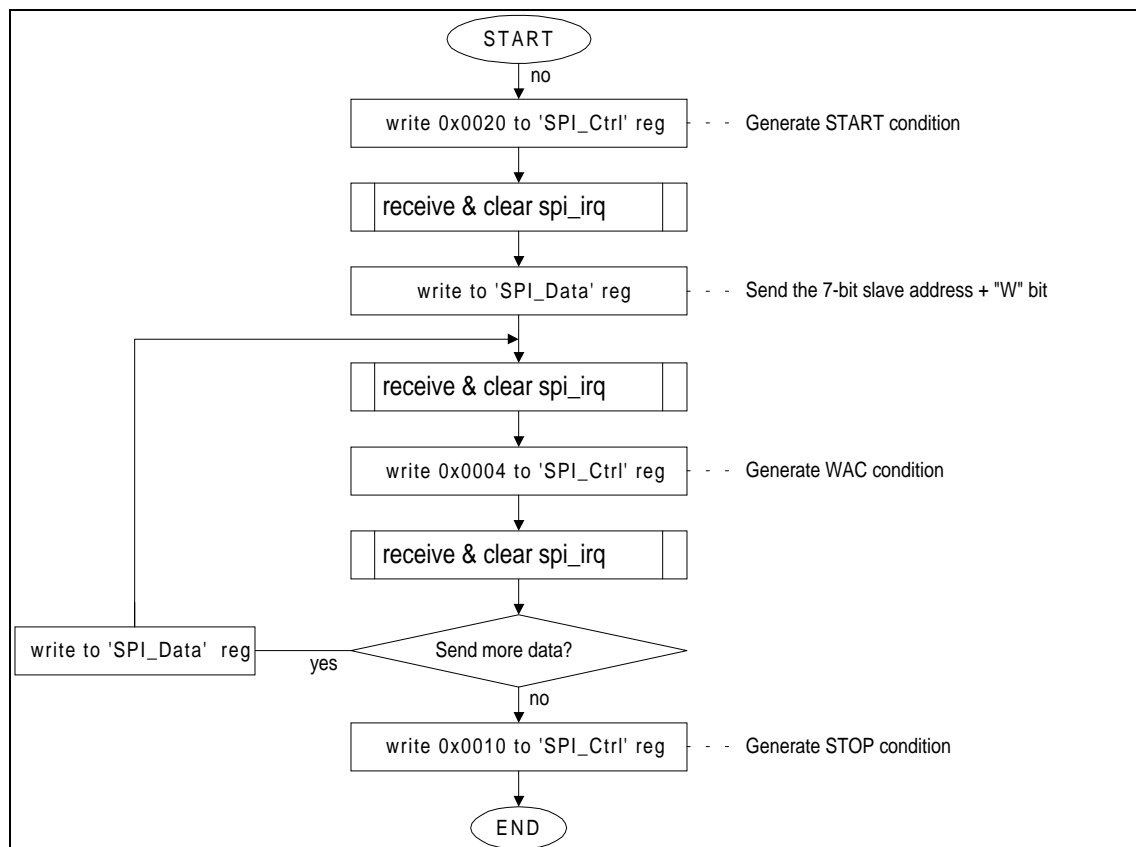 START
no
write 0x0020 to 'SPI_Ctrl' reg
Generate START condition
receive & clear spi_irq
write to 'SPI_Data' reg
Send the 7-bit slave address + "W" bit
receive & clear spi_irq
write 0x0004 to 'SPI_Ctrl' reg
Generate WAC condition
receive & clear spi_irq
write to 'SPI_Data' reg
yes
Send more data?
no
write 0x0010 to 'SPI_Ctrl' reg
Generate STOP condition
END